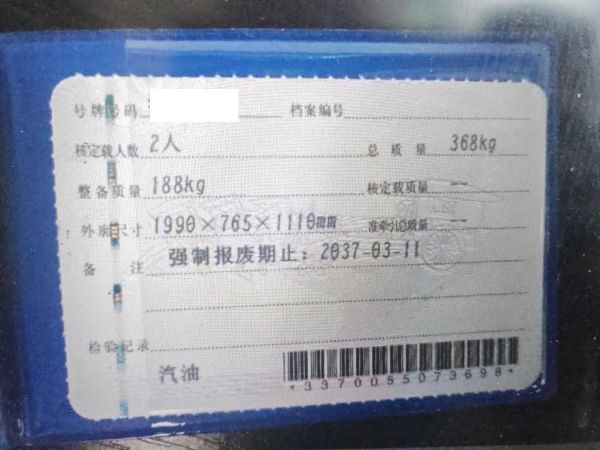 号牌号码 档案编号
核定载人数 2人 总质量 368kg
整备质量 188kg 核定载质量 --
外廓尺寸 1990×765×1110mm 准牵引总质量 --
备注 强制报废期止：2037-03-11
检验记录
汽油
*3370055073698*